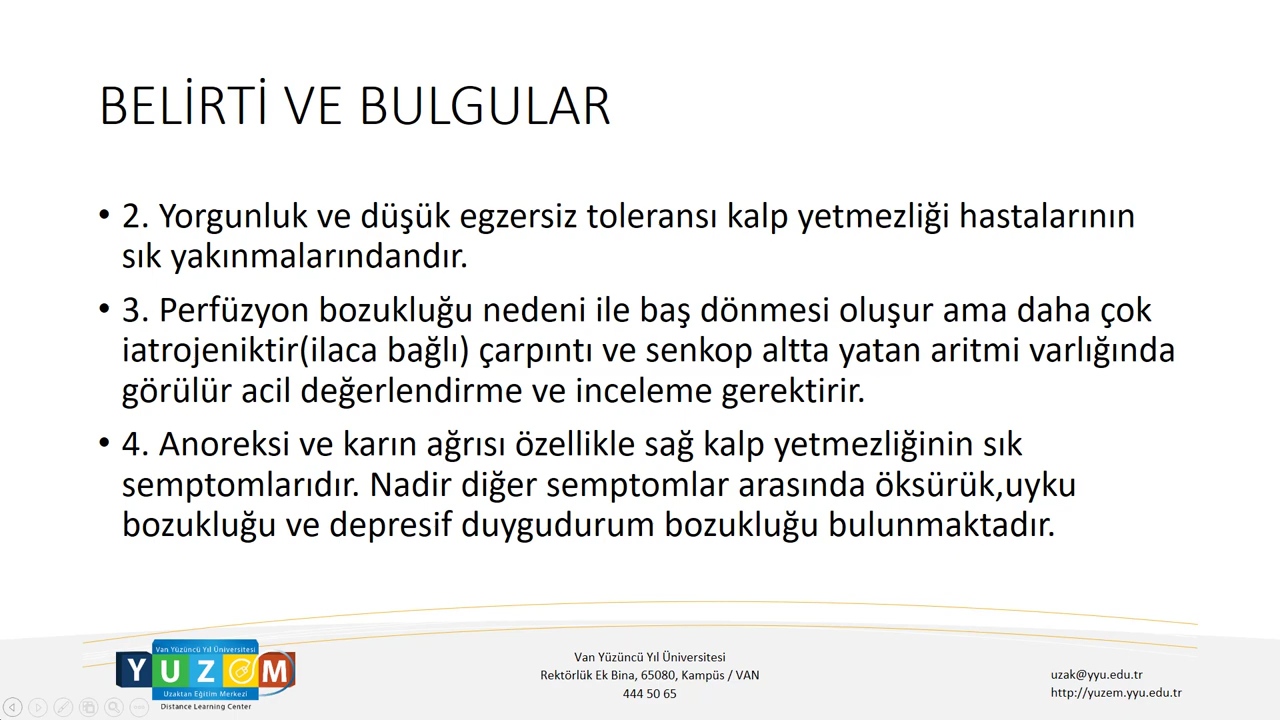 BELİRTİ VE BULGULAR
• 2. Yorgunluk ve düşük egzersiz toleransı kalp yetmezliği hastalarının
sık yakınmalarındandır.
• 3. Perfüzyon bozukluğu nedeni ile baş dönmesi oluşur ama daha çok
iatrojeniktir(ilaca bağlı) çarpıntı ve senkop altta yatan aritmi varlığında
görülür acil değerlendirme ve inceleme gerektirir.
• 4. Anoreksi ve karın ağrısı özellikle sağ kalp yetmezliğinin sık
semptomlarıdır. Nadir diğer semptomlar arasında öksürük,uyku
bozukluğu ve depresif duygudurum bozukluğu bulunmaktadır.
Van Yüzüncü Yıl Üniversitesi
YUZEM
Uzaktan Eğitim Merkezi
Distance Learning Center
Van Yüzüncü Yıl Üniversitesi
Rektörlük Ek Bina, 65080, Kampüs / VAN
444 50 65
uzak@yyu.edu.tr
http://yuzem.yyu.edu.tr